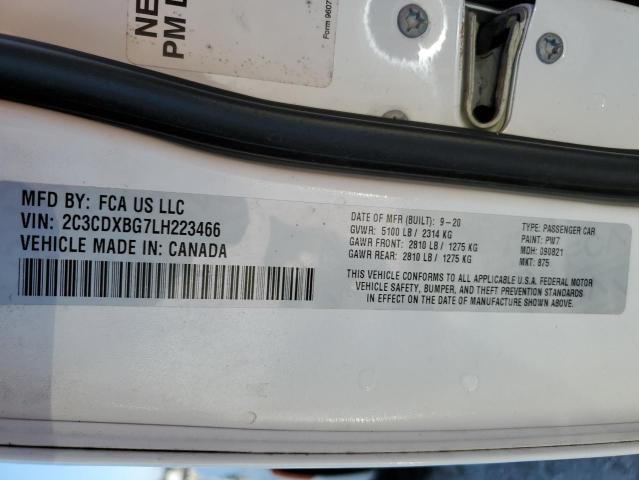 NE
PM D
Form 9607
MFD BY: FCA US LLC
VIN: 2C3CDXBG7LH223466
VEHICLE MADE IN: CANADA
DATE OF MFR (BUILT): 9-20
GVWR: 5100 LB / 2314 KG
GAWR FRONT: 2810 LB / 1275 KG
GAWR REAR: 2810 LB / 1275 KG
TYPE: PASSENGER CAR
PAINT: PW7
MDH: 090821
MKT: 875
THIS VEHICLE CONFORMS TO ALL APPLICABLE U.S.A. FEDERAL MOTOR
VEHICLE SAFETY, BUMPER, AND THEFT PREVENTION STANDARDS
IN EFFECT ON THE DATE OF MANUFACTURE SHOWN ABOVE.